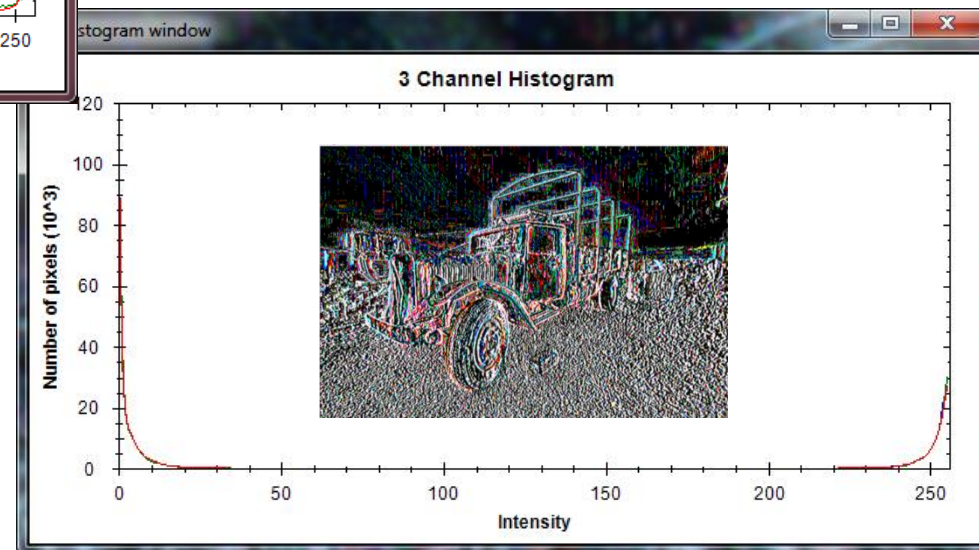 250
stogram window
3 Channel Histogram
120
100
80
60
40
20
0
Number of pixels (10^3)
0 50 100 150 200 250
Intensity